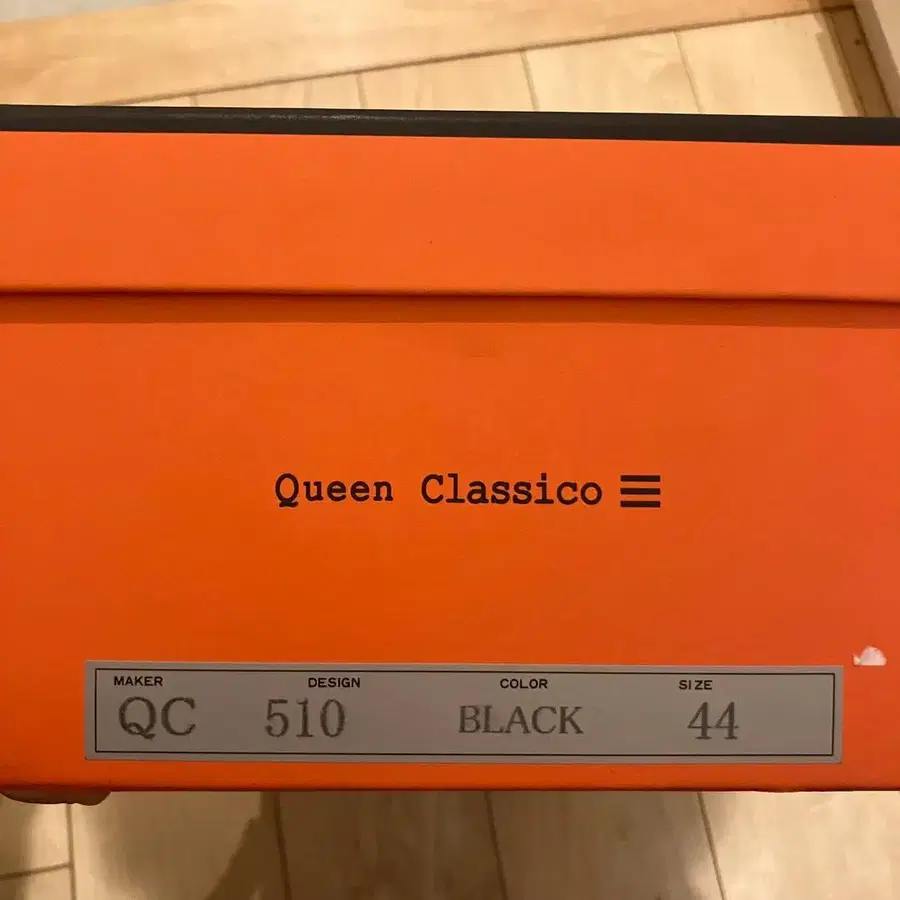 Queen Classico
MAKER DESIGN COLOR SIZE
QC 510 BLACK 44